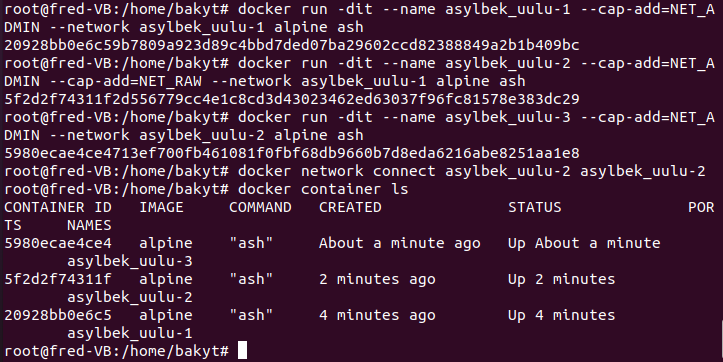 root@fred-VB:/home/bakyt# docker run -dit --name asylbek_uulu-1 --cap-add=NET_A
DMIN --network asylbek_uulu-1 alpine ash
20928bb0e6c59b7809a923d89c4bbd7ded07ba29602ccd82388849a2b1b409bc
root@fred-VB:/home/bakyt# docker run -dit --name asylbek_uulu-2 --cap-add=NET_A
DMIN --cap-add=NET_RAW --network asylbek_uulu-1 alpine ash
5f2d2f74311f2d556779cc4e1c8cd3d43023462ed63037f96fc81578e383dc29
root@fred-VB:/home/bakyt# docker run -dit --name asylbek_uulu-3 --cap-add=NET_A
DMIN --network asylbek_uulu-2 alpine ash
5980ecae4ce4713ef700fb461081f0fbf68db9660b7d8eda6216abe8251aa1e8
root@fred-VB:/home/bakyt# docker network connect asylbek_uulu-2 asylbek_uulu-2
root@fred-VB:/home/bakyt# docker container ls
CONTAINER ID   IMAGE     COMMAND   CREATED              STATUS              POR
TS     NAMES
5980ecae4ce4   alpine    "ash"     About a minute ago   Up About a minute
       asylbek_uulu-3
5f2d2f74311f   alpine    "ash"     2 minutes ago        Up 2 minutes
       asylbek_uulu-2
20928bb0e6c5   alpine    "ash"     4 minutes ago        Up 4 minutes
       asylbek_uulu-1
root@fred-VB:/home/bakyt#